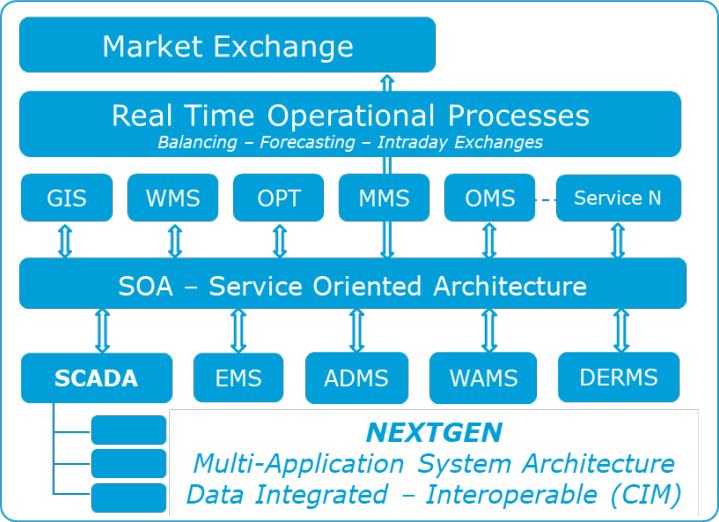 Market Exchange
Real Time Operational Processes
Balancing – Forecasting – Intraday Exchanges
GIS WMS OPT MMS OMS Service N
SOA – Service Oriented Architecture
SCADA EMS ADMS WAMS DERMS
NEXTGEN
Multi-Application System Architecture
Data Integrated – Interoperable (CIM)